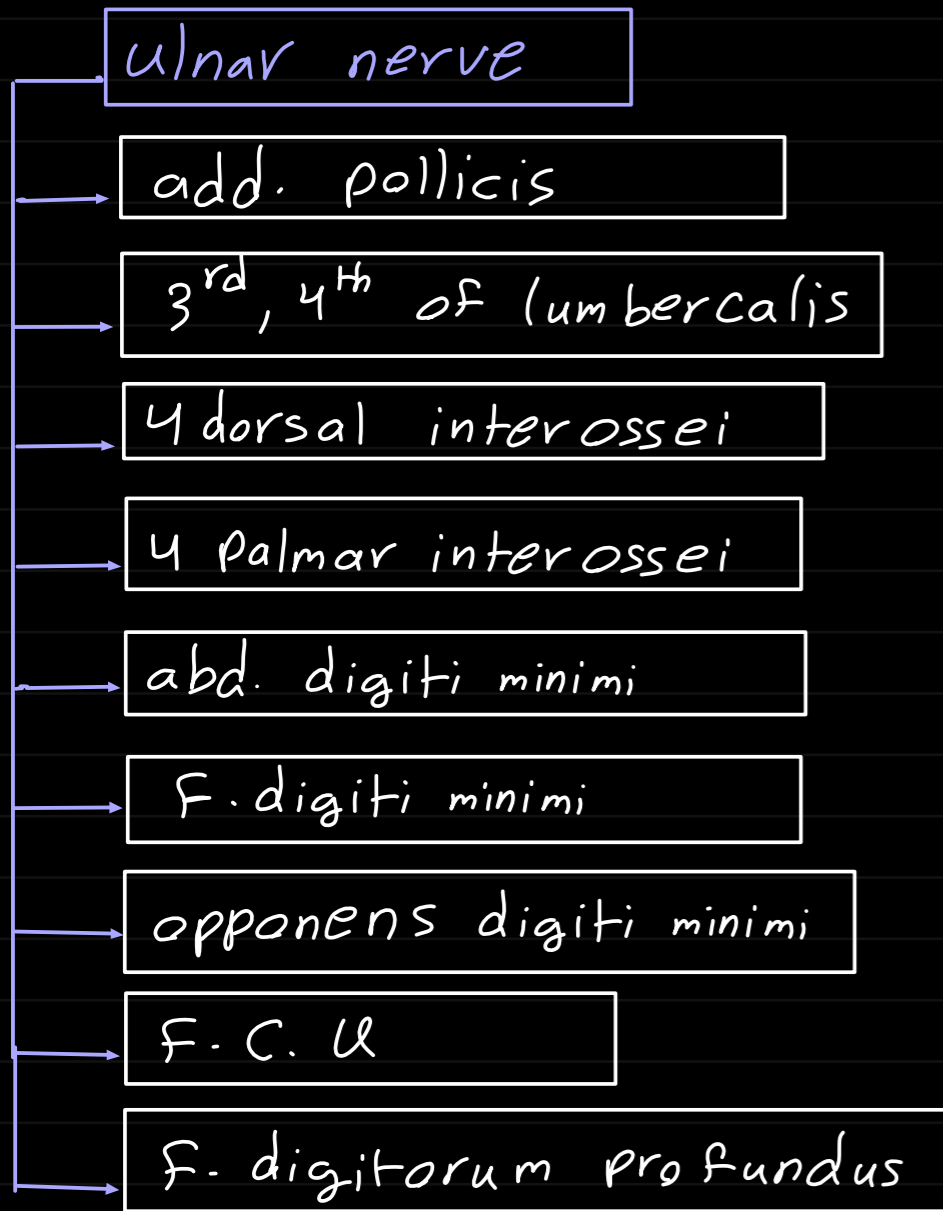 ulnar nerve
add. pollicis
3rd, 4th of lumbercalis
4 dorsal interossei
4 palmar interossei
abd. digiti minimi
F. digiti minimi
opponens digiti minimi
F. C. U
F. digitorum profundus